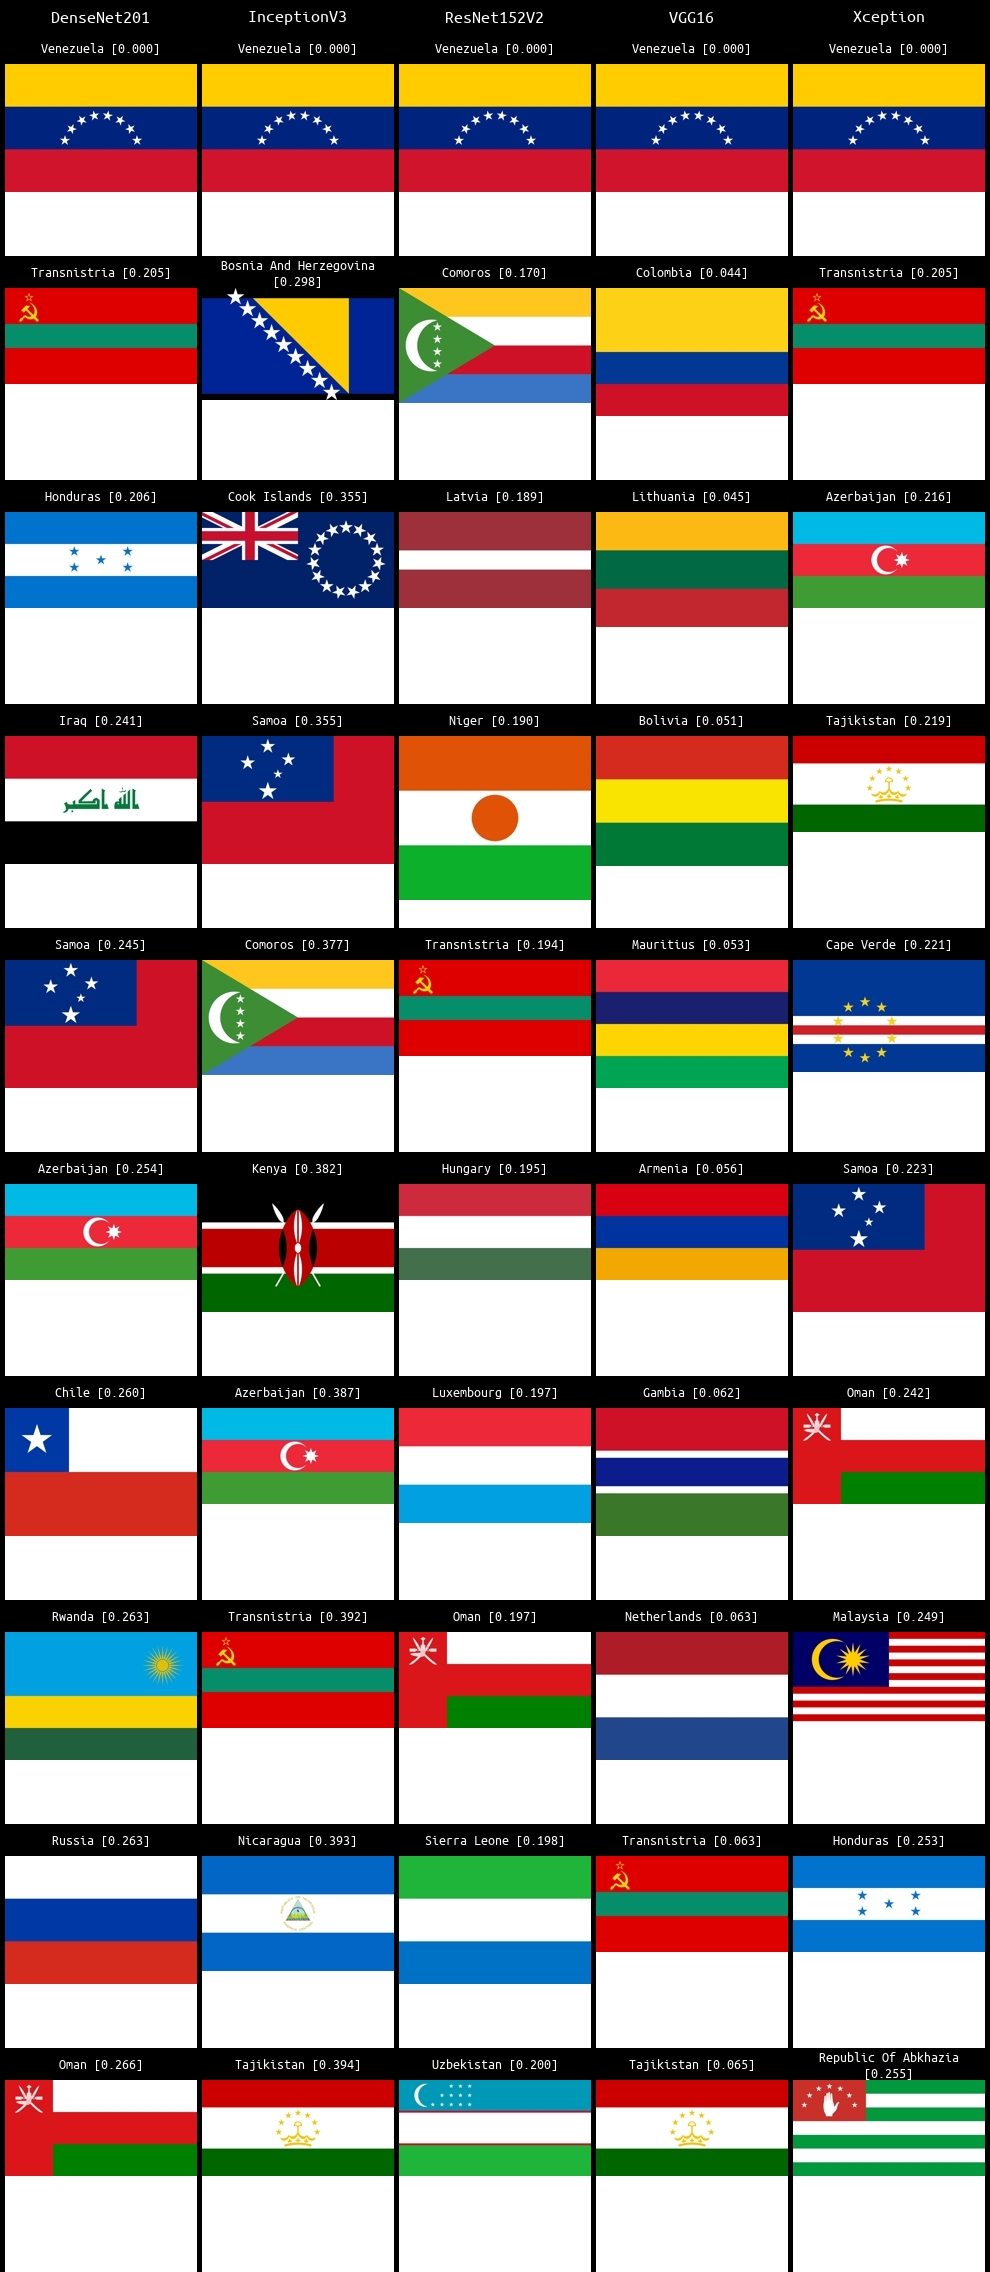 DenseNet201 InceptionV3 ResNet152V2 VGG16 Xception
Venezuela [0.000] Venezuela [0.000] Venezuela [0.000] Venezuela [0.000] Venezuela [0.000]
Transnistria [0.205] Bosnia And Herzegovina [0.298] Comoros [0.170] Colombia [0.044] Transnistria [0.205]
Honduras [0.206] Cook Islands [0.355] Latvia [0.189] Lithuania [0.045] Azerbaijan [0.216]
Iraq [0.241] Samoa [0.355] Niger [0.190] Bolivia [0.051] Tajikistan [0.219]
الله اكبر
Samoa [0.245] Comoros [0.377] Transnistria [0.194] Mauritius [0.053] Cape Verde [0.221]
Azerbaijan [0.254] Kenya [0.382] Hungary [0.195] Armenia [0.056] Samoa [0.223]
Chile [0.260] Azerbaijan [0.387] Luxembourg [0.197] Gambia [0.062] Oman [0.242]
Rwanda [0.263] Transnistria [0.392] Oman [0.197] Netherlands [0.063] Malaysia [0.249]
Russia [0.263] Nicaragua [0.393] Sierra Leone [0.198] Transnistria [0.063] Honduras [0.253]
Oman [0.266] Tajikistan [0.394] Uzbekistan [0.200] Tajikistan [0.065] Republic Of Abkhazia [0.255]